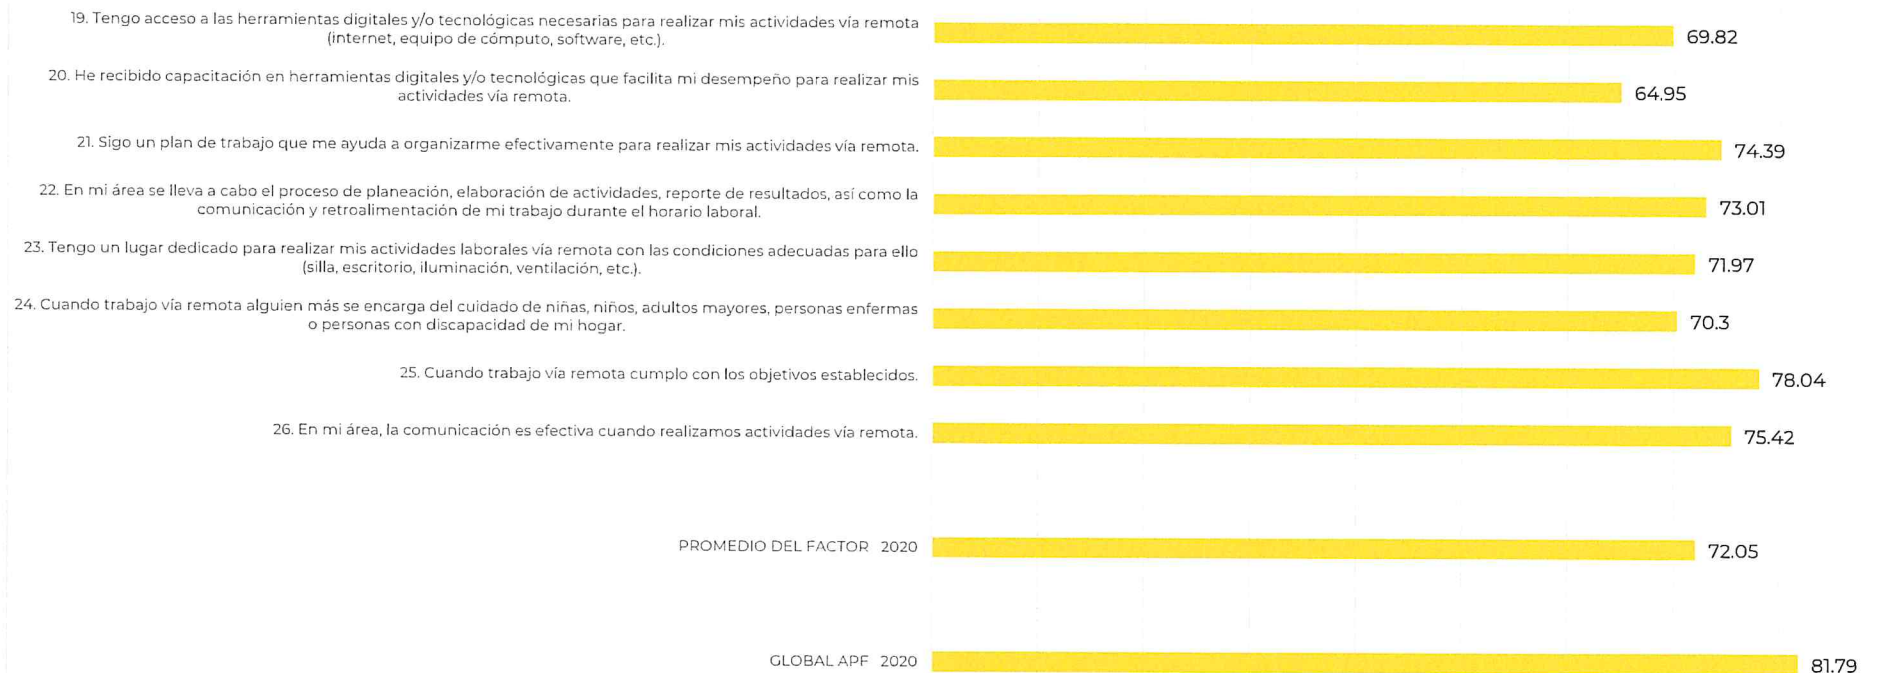 19. Tengo acceso a las herramientas digitales y/o tecnológicas necesarias para realizar mis actividades vía remota
(internet, equipo de cómputo, software, etc.).
69.82
20. He recibido capacitación en herramientas digitales y/o tecnológicas que facilita mi desempeño para realizar mis
actividades vía remota.
64.95
21. Sigo un plan de trabajo que me ayuda a organizarme efectivamente para realizar mis actividades vía remota.
74.39
22. En mi área se lleva a cabo el proceso de planeación, elaboración de actividades, reporte de resultados, así como la
comunicación y retroalimentación de mi trabajo durante el horario laboral.
73.01
23. Tengo un lugar dedicado para realizar mis actividades laborales vía remota con las condiciones adecuadas para ello
(silla, escritorio, iluminación, ventilación, etc.).
71.97
24. Cuando trabajo vía remota alguien más se encarga del cuidado de niñas, niños, adultos mayores, personas enfermas
o personas con discapacidad de mi hogar.
70.3
25. Cuando trabajo vía remota cumplo con los objetivos establecidos.
78.04
26. En mi área, la comunicación es efectiva cuando realizamos actividades vía remota.
75.42
PROMEDIO DEL FACTOR 2020
72.05
GLOBAL APF 2020
81.79